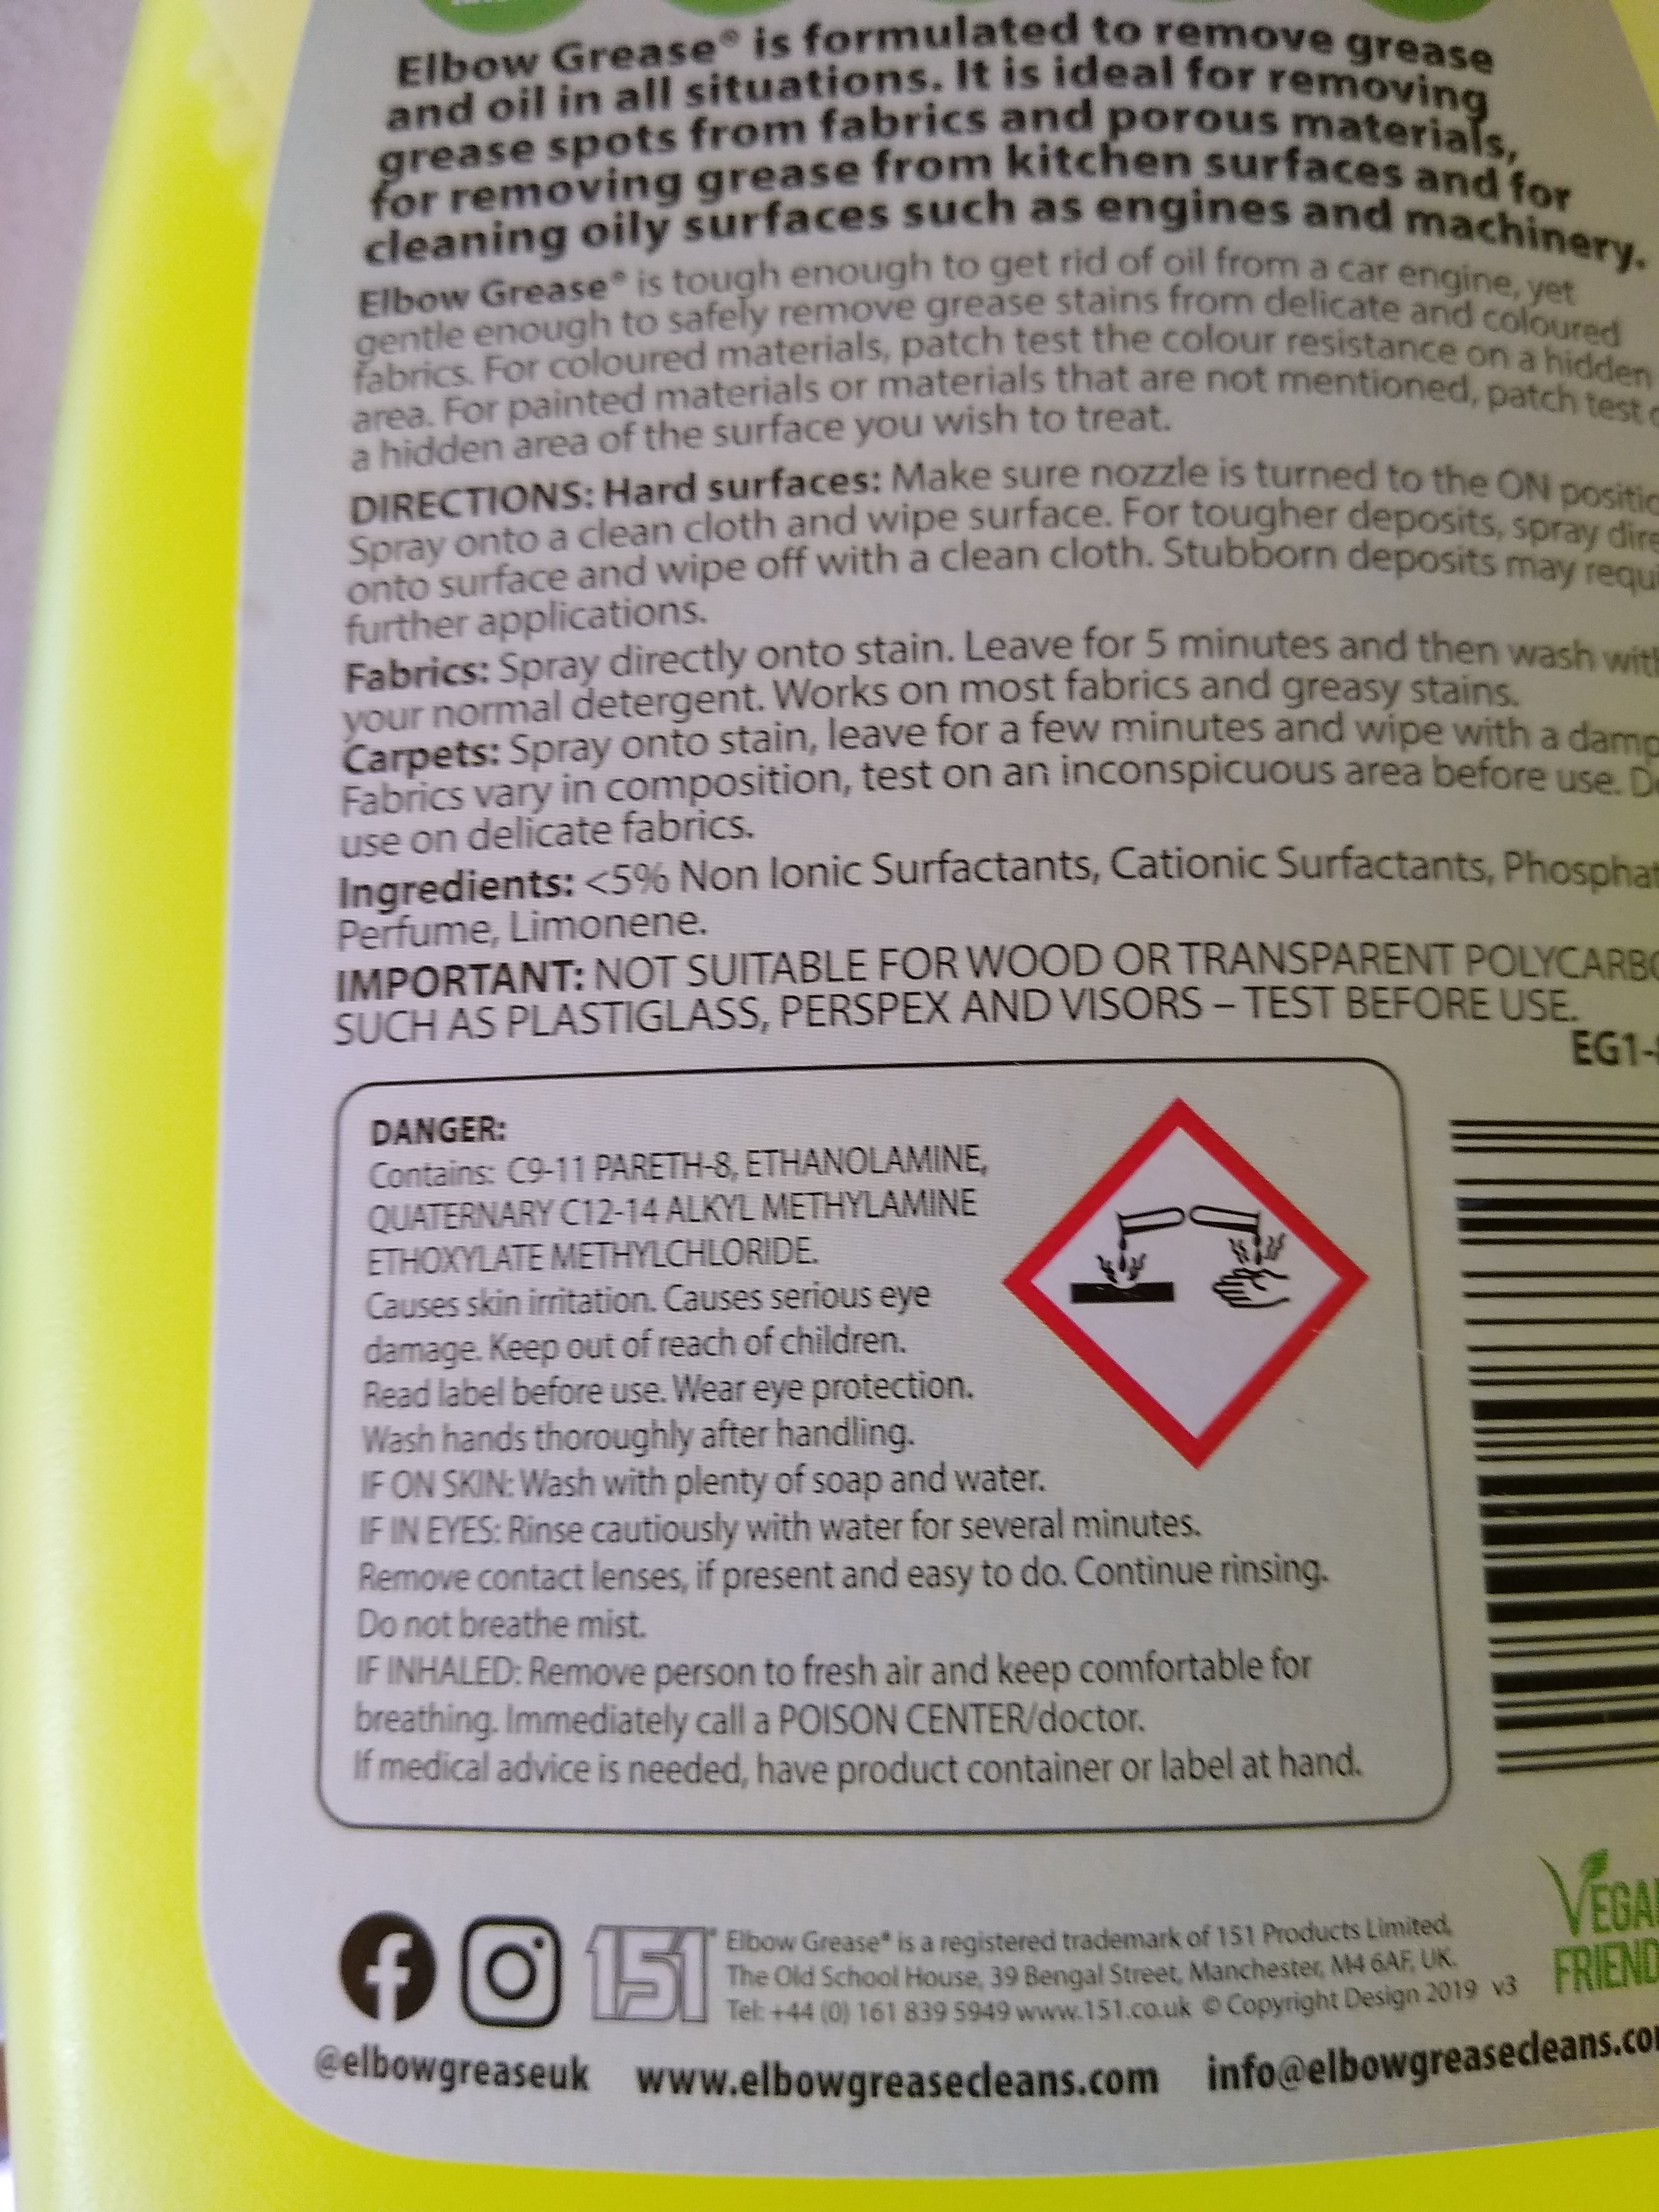 Elbow Grease® is formulated to remove grease
and oil in all situations. It is ideal for removing
grease spots from fabrics and porous materials,
for removing grease from kitchen surfaces and for
cleaning oily surfaces such as engines and machinery.
Elbow Grease® is tough enough to get rid of oil from a car engine, yet
gentle enough to safely remove grease stains from delicate and coloured
fabrics. For coloured materials, patch test the colour resistance on a hidden
area. For painted materials or materials that are not mentioned, patch test
a hidden area of the surface you wish to treat.
DIRECTIONS: Hard surfaces: Make sure nozzle is turned to the ON positio
Spray onto a clean cloth and wipe surface. For tougher deposits, spray dire
onto surface and wipe off with a clean cloth. Stubborn deposits may requi
further applications.
Fabrics: Spray directly onto stain. Leave for 5 minutes and then wash with
your normal detergent. Works on most fabrics and greasy stains.
Carpets: Spray onto stain, leave for a few minutes and wipe with a damp
Fabrics vary in composition, test on an inconspicuous area before use. Do
use on delicate fabrics.
Ingredients: <5% Non Ionic Surfactants, Cationic Surfactants, Phosphat
Perfume, Limonene.
IMPORTANT: NOT SUITABLE FOR WOOD OR TRANSPARENT POLYCARBO
SUCH AS PLASTIGLASS, PERSPEX AND VISORS – TEST BEFORE USE.
EG1-
DANGER:
Contains: C9-11 PARETH-8, ETHANOLAMINE,
QUATERNARY C12-14 ALKYL METHYLAMINE
ETHOXYLATE METHYLCHLORIDE.
Causes skin irritation. Causes serious eye
damage. Keep out of reach of children.
Read label before use. Wear eye protection.
Wash hands thoroughly after handling.
IF ON SKIN: Wash with plenty of soap and water.
IF IN EYES: Rinse cautiously with water for several minutes.
Remove contact lenses, if present and easy to do. Continue rinsing.
Do not breathe mist.
IF INHALED: Remove person to fresh air and keep comfortable for
breathing. Immediately call a POISON CENTER/doctor.
If medical advice is needed, have product container or label at hand.
151® Elbow Grease® is a registered trademark of 151 Products Limited,
The Old School House, 39 Bengal Street, Manchester, M4 6AF, UK.
Tel: +44 (0) 161 839 5949 www.151.co.uk © Copyright Design 2019 v3
VEGAN
FRIEND
@elbowgreaseuk www.elbowgreasecleans.com info@elbowgreasecleans.co